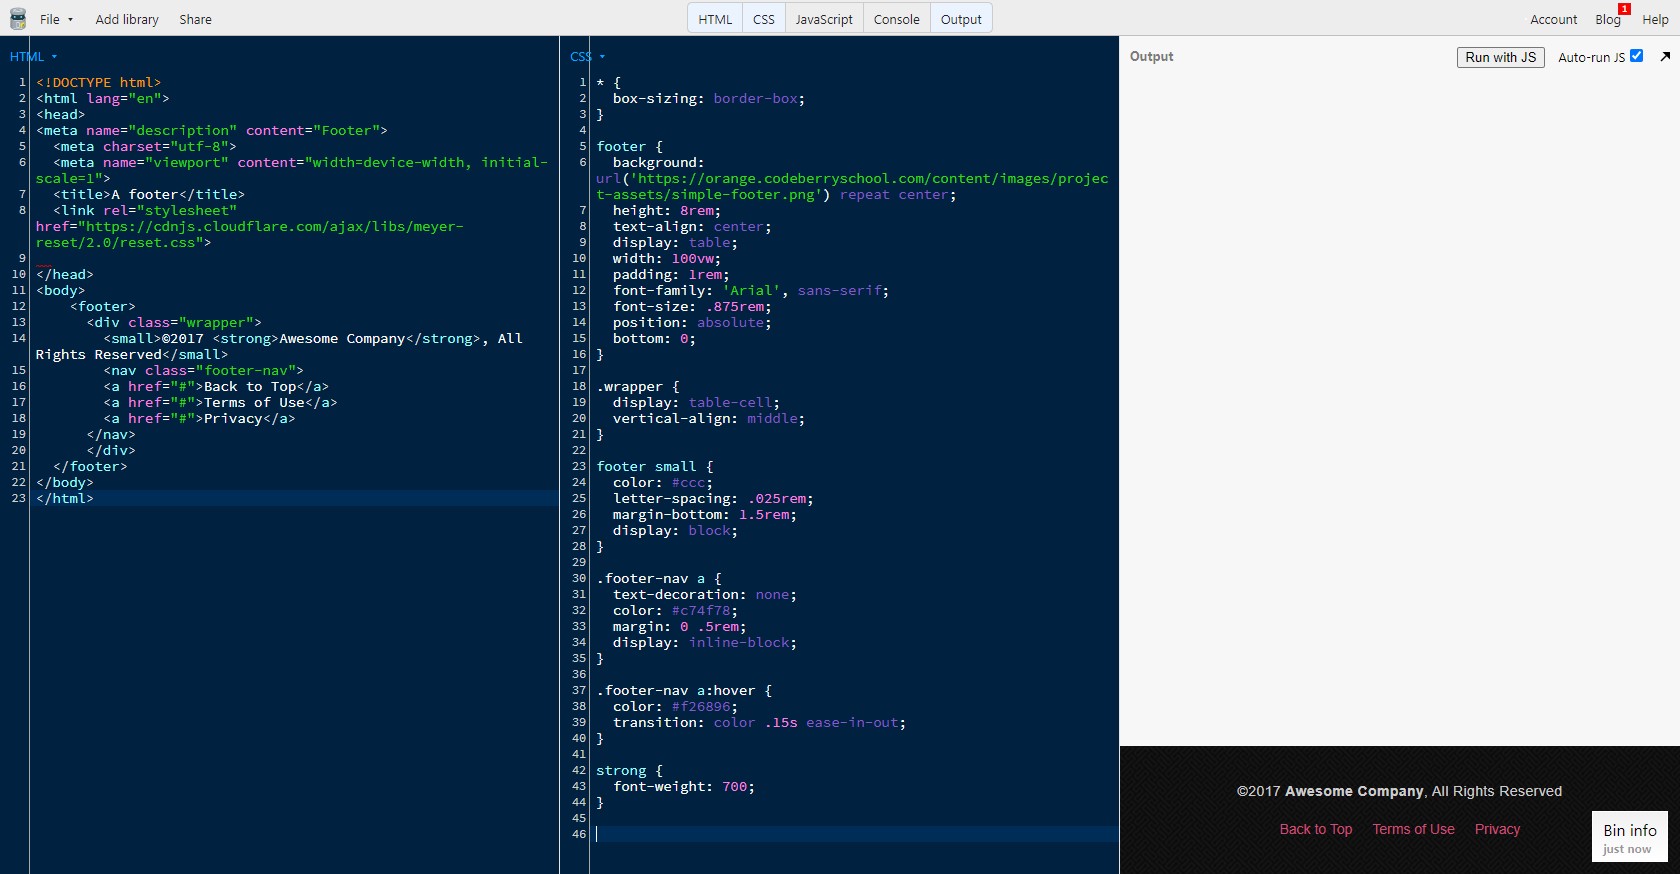 File ▾ Add library Share HTML CSS JavaScript Console Output Account Blog 1 Help
HTML ▾
1 <!DOCTYPE html>
2 <html lang="en">
3 <head>
4 <meta name="description" content="Footer">
5 <meta charset="utf-8">
6 <meta name="viewport" content="width=device-width, initial-
scale=1">
7 <title>A footer</title>
8 <link rel="stylesheet"
href="https://cdnjs.cloudflare.com/ajax/libs/meyer-
reset/2.0/reset.css">
9
10 </head>
11 <body>
12 <footer>
13 <div class="wrapper">
14 <small>©2017 <strong>Awesome Company</strong>, All
Rights Reserved</small>
15 <nav class="footer-nav">
16 <a href="#">Back to Top</a>
17 <a href="#">Terms of Use</a>
18 <a href="#">Privacy</a>
19 </nav>
20 </div>
21 </footer>
22 </body>
23 </html>
CSS ▾
1 * {
2 box-sizing: border-box;
3 }
4
5 footer {
6 background:
url('https://orange.codeberryschool.com/content/images/projec
t-assets/simple-footer.png') repeat center;
7 height: 8rem;
8 text-align: center;
9 display: table;
10 width: 100vw;
11 padding: 1rem;
12 font-family: 'Arial', sans-serif;
13 font-size: .875rem;
14 position: absolute;
15 bottom: 0;
16 }
17
18 .wrapper {
19 display: table-cell;
20 vertical-align: middle;
21 }
22
23 footer small {
24 color: #ccc;
25 letter-spacing: .025rem;
26 margin-bottom: 1.5rem;
27 display: block;
28 }
29
30 .footer-nav a {
31 text-decoration: none;
32 color: #c74f78;
33 margin: 0 .5rem;
34 display: inline-block;
35 }
36
37 .footer-nav a:hover {
38 color: #f26896;
39 transition: color .15s ease-in-out;
40 }
41
42 strong {
43 font-weight: 700;
44 }
45
46
Output Run with JS Auto-run JS
©2017 Awesome Company, All Rights Reserved
Back to Top Terms of Use Privacy
Bin info
just now